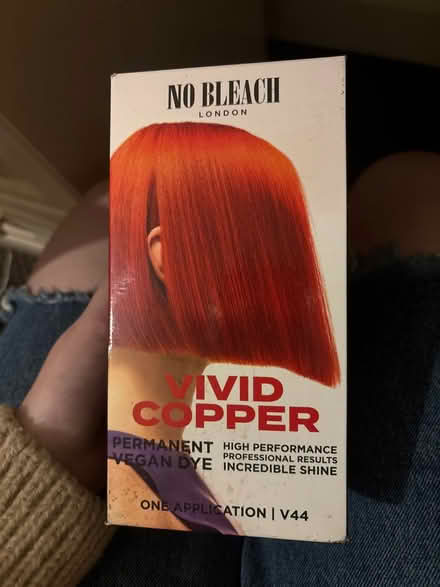 NO BLEACH
LONDON
VIVID
COPPER
PERMANENT
VEGAN DYE
HIGH PERFORMANCE
PROFESSIONAL RESULTS
INCREDIBLE SHINE
ONE APPLICATION | V44